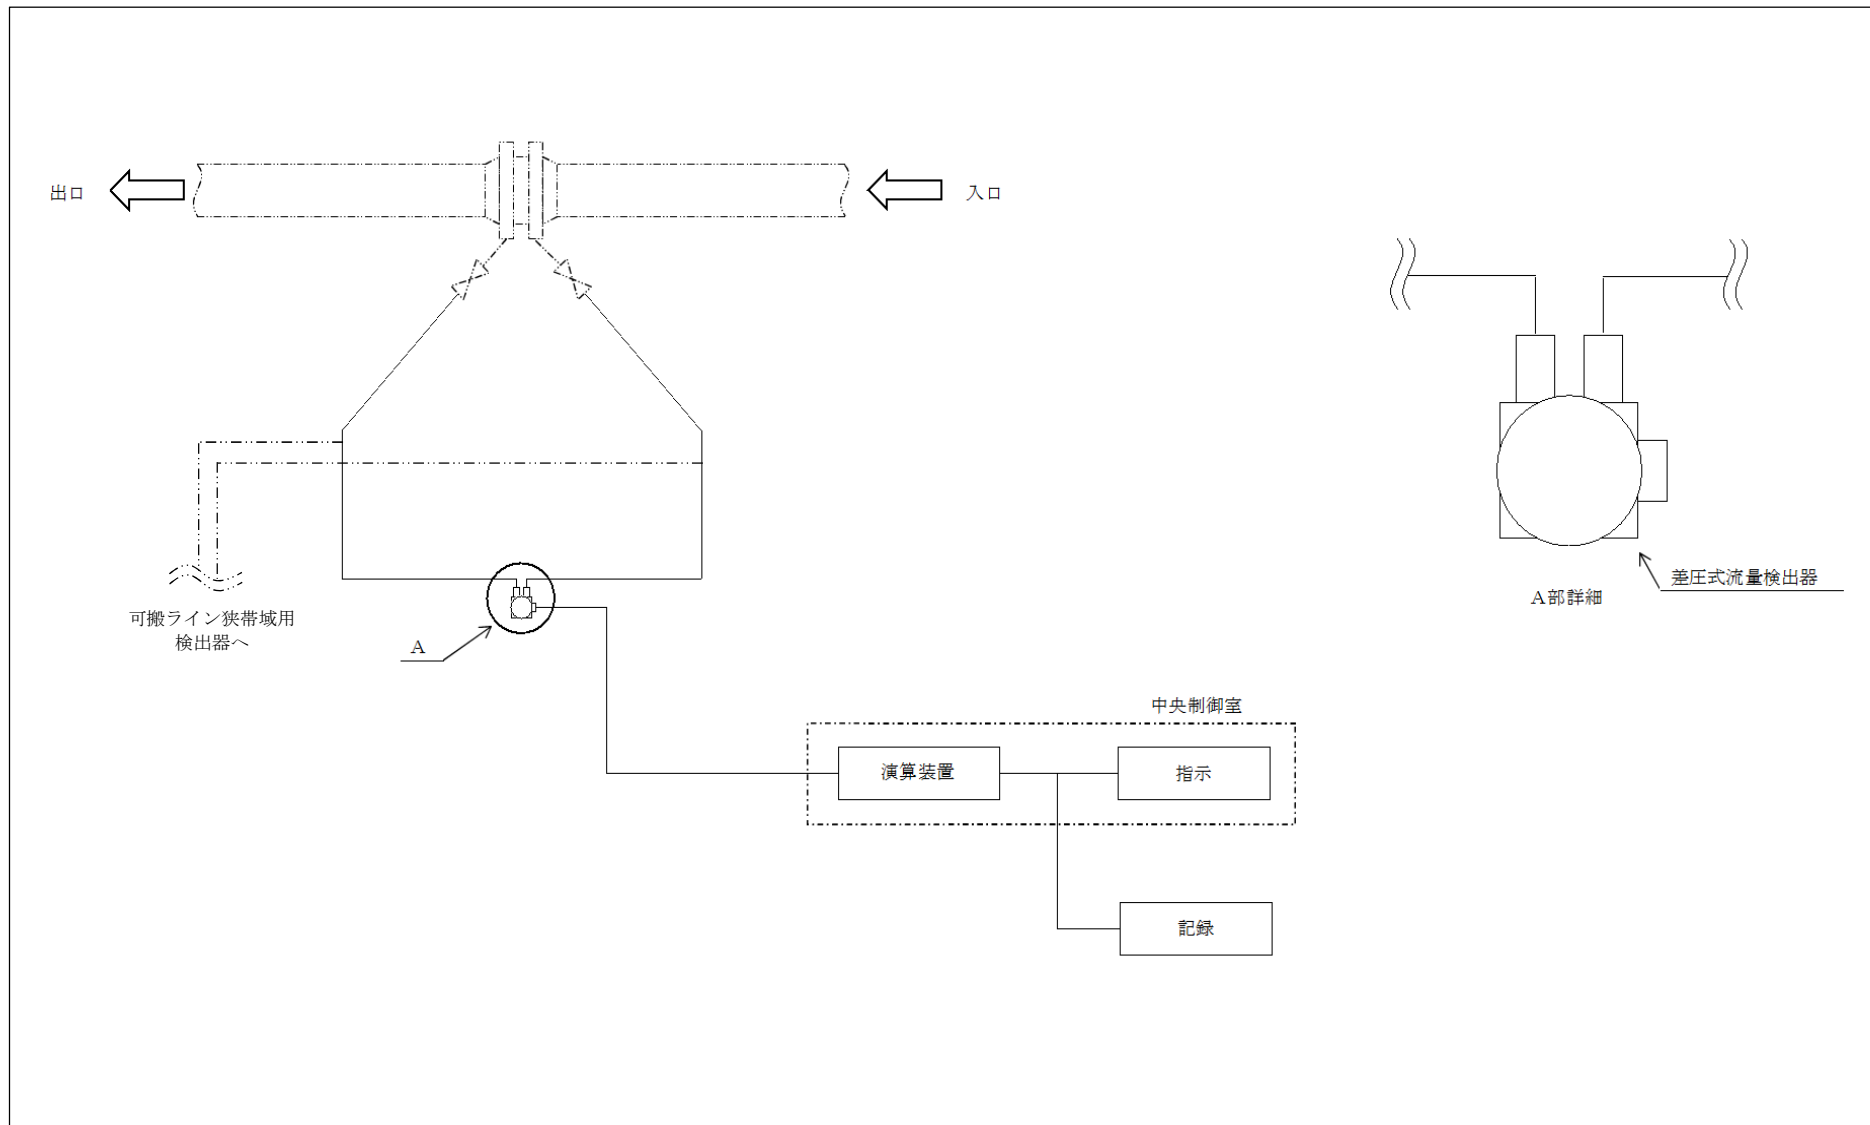 出口
入口
可搬ライン狭帯域用
検出器へ
A
差圧式流量検出器
A部詳細
中央制御室
演算装置
指示
記録